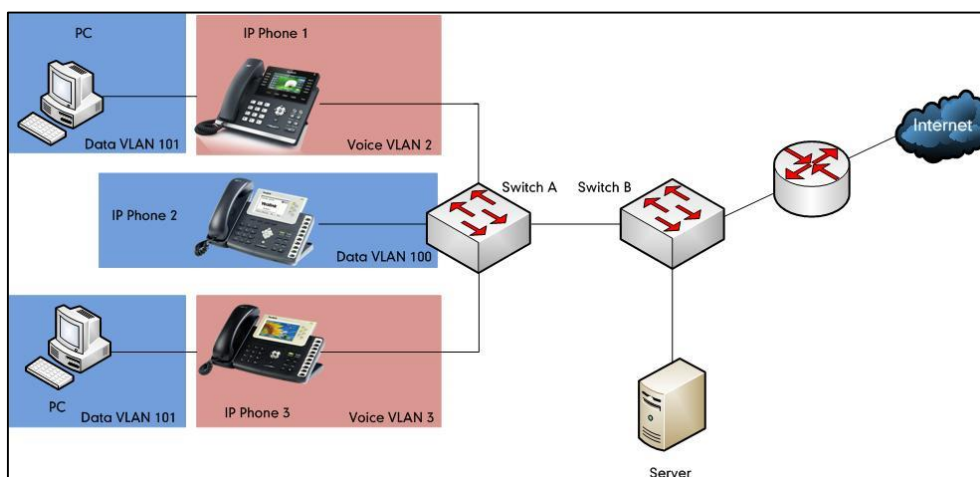 PC
IP Phone 1
Data VLAN 101
Voice VLAN 2
IP Phone 2
Data VLAN 100
Switch A
Switch B
Internet
PC
Data VLAN 101
IP Phone 3
Voice VLAN 3
Server